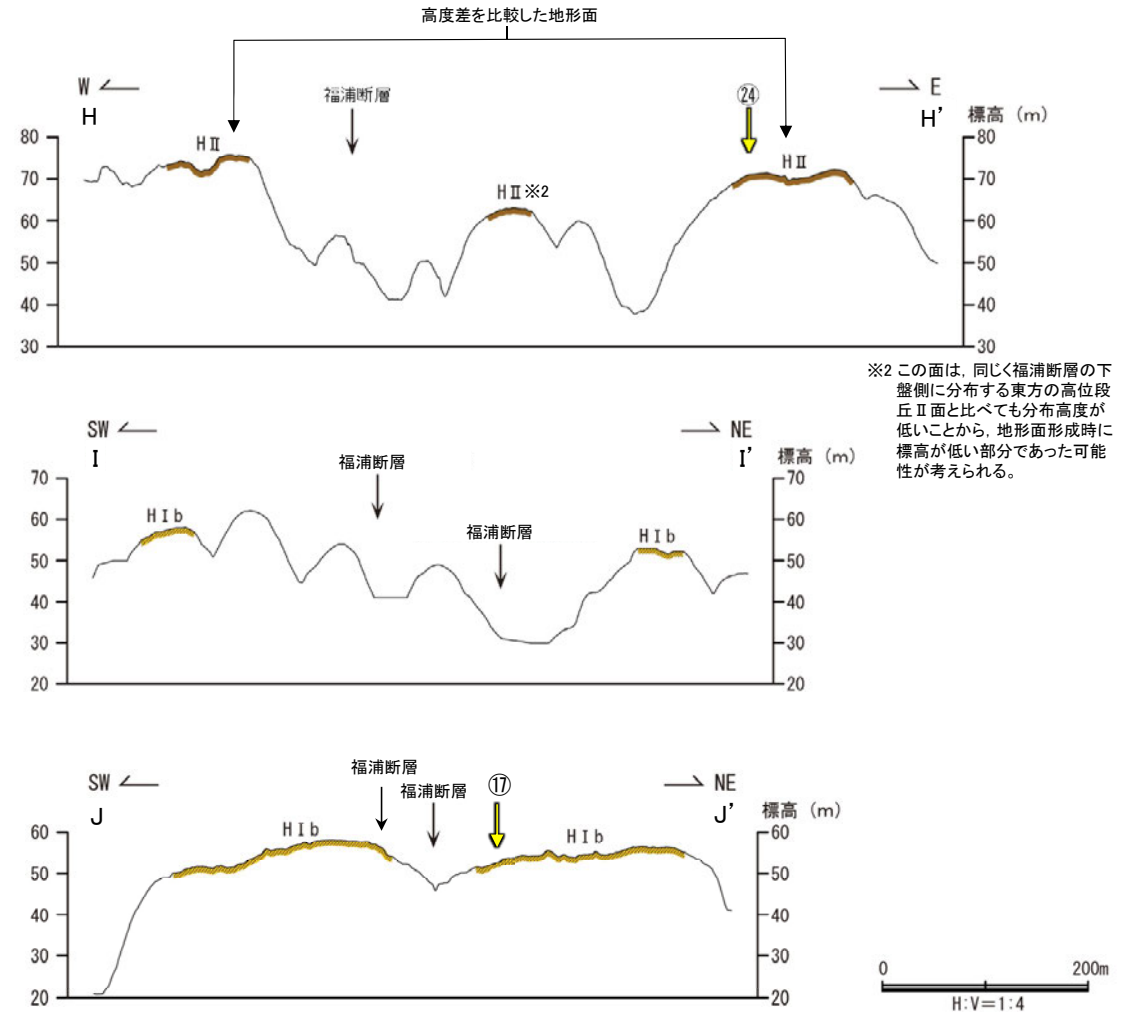 高度差を比較した地形面
W
E
H
福浦断層
㉔
H'
標高 (m)
80
80
HⅡ
HⅡ
70
70
HⅡ※2
60
60
50
50
40
40
30
30
※2 この面は，同じく福浦断層の下
盤側に分布する東方の高位段
丘Ⅱ面と比べても分布高度が
低いことから，地形面形成時に
標高が低い部分であった可能
性が考えられる。
SW
NE
I
福浦断層
I'
標高 (m)
70
70
HⅠb
福浦断層
HⅠb
60
60
50
50
40
40
30
30
20
20
SW
NE
J
福浦断層
福浦断層
⑰
J'
標高 (m)
60
HⅠb
HⅠb
60
50
50
40
40
30
30
20
20
0
200m
H:V=1:4